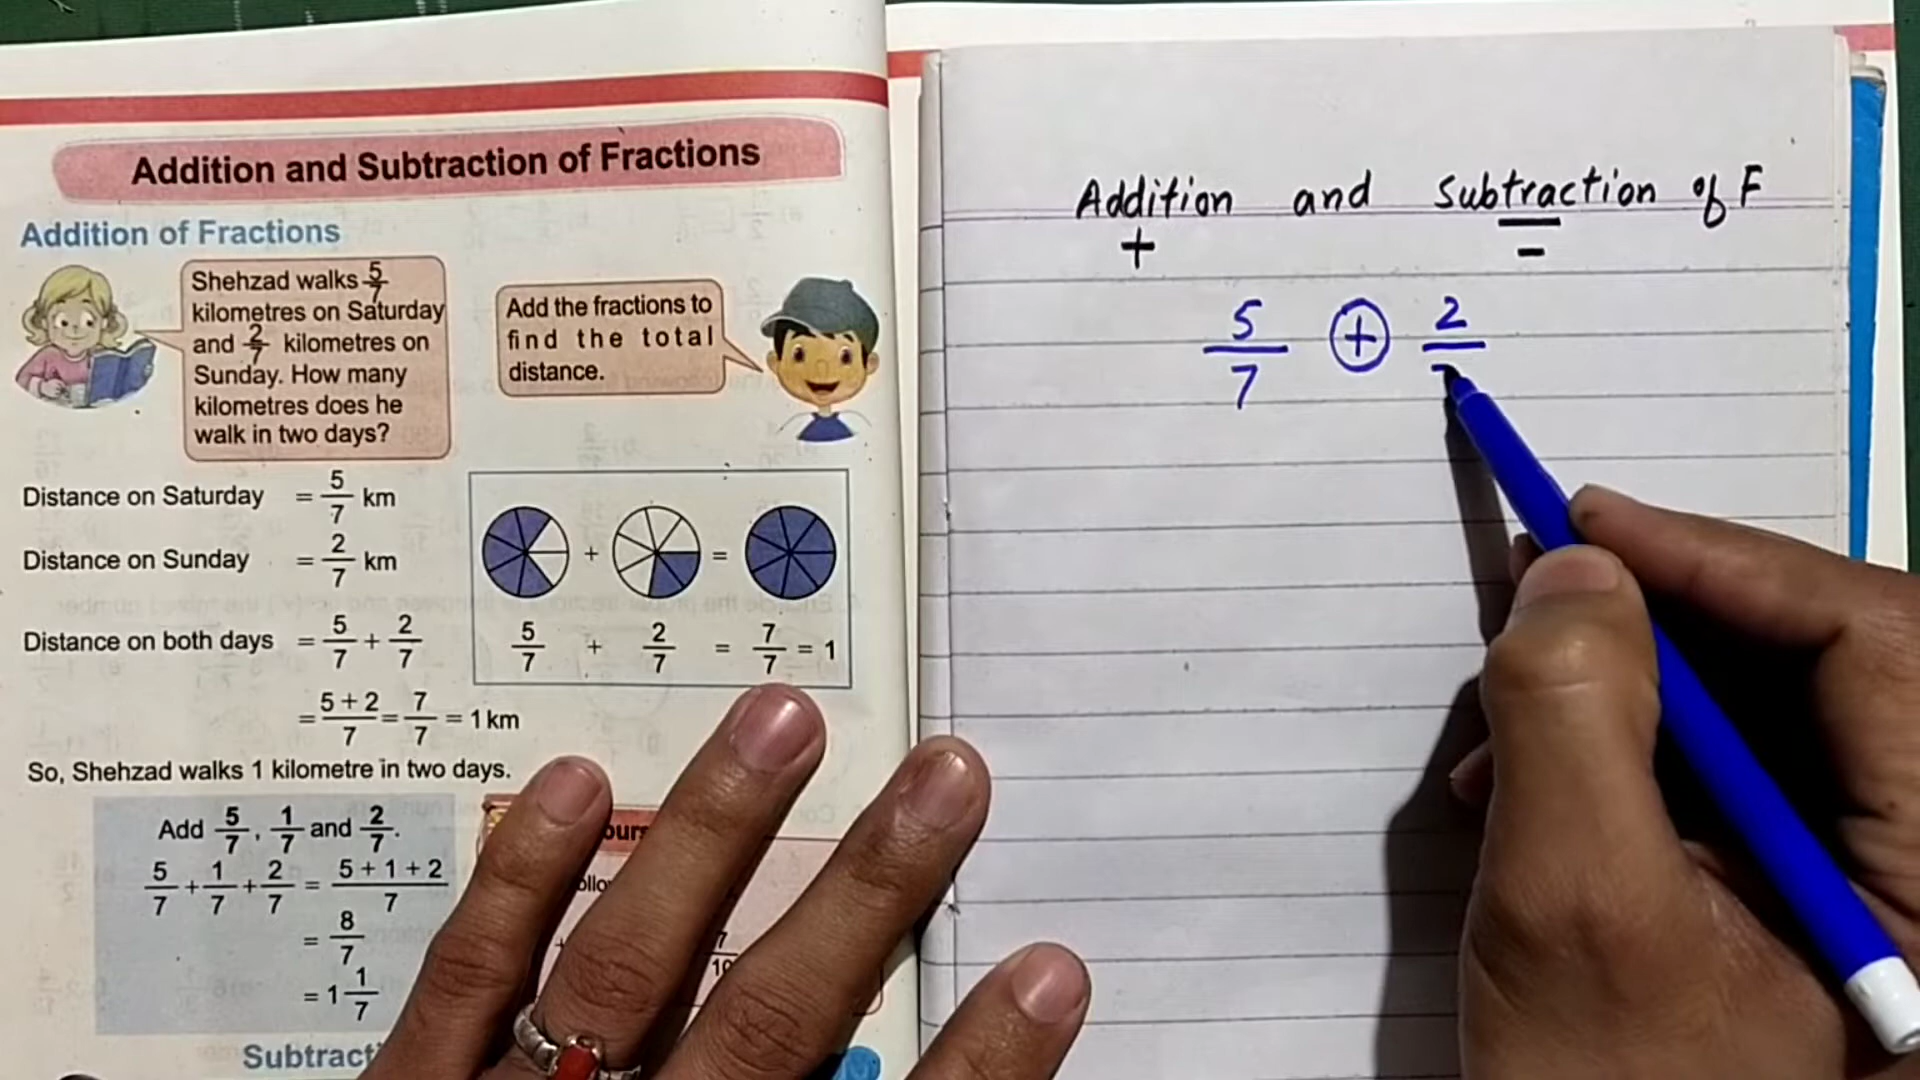 Addition and Subtraction of Fractions
Addition of Fractions
Shehzad walks 5/7
kilometres on Saturday
and 2/7 kilometres on
Sunday. How many
kilometres does he
walk in two days?
Add the fractions to
find the total
distance.
Distance on Saturday = 5/7 km
Distance on Sunday = 2/7 km
Distance on both days = 5/7 + 2/7
= 5 + 2/7 = 7/7 = 1 km
So, Shehzad walks 1 kilometre in two days.
5/7 + 2/7 = 7/7 = 1
Add 5/7, 1/7 and 2/7.
5/7 + 1/7 + 2/7 = 5 + 1 + 2/7
= 8/7
= 1 1/7
Addition and Subtraction of F
+ -
5/7 + 2/